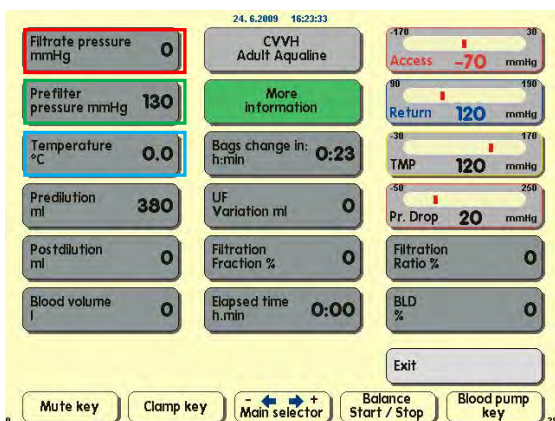 24. 6.2009 16:23:33
Filtrate pressure
mmHg 0
CVVH
Adult Aqualine
-170 30
Access -70 mmHg
Prefilter
pressure mmHg 130
More
information
90 190
Return 120 mmHg
Temperature
°C 0.0
Bags change in:
h:min 0:23
-30 170
TMP 120 mmHg
Predilution
ml 380
UF
Variation ml 0
-50 250
Pr. Drop 20 mmHg
Postdilution
ml 0
Filtration
Fraction % 0
Filtration
Ratio % 0
Blood volume
l 0
Elapsed time
h.min 0:00
BLD
% 0
Exit
Mute key
Clamp key
- +
Main selector
Balance
Start / Stop
Blood pump
key